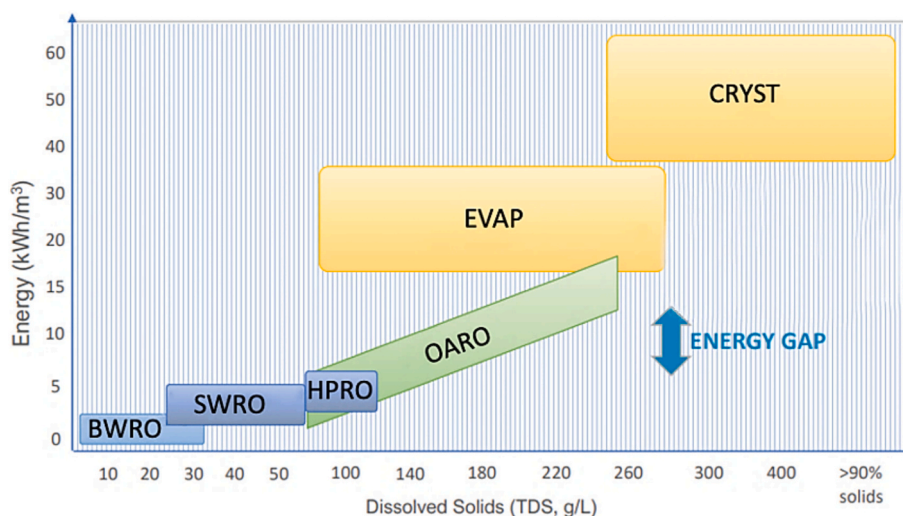 60
50
40
30
20
15
10
5
0
Energy (kWh/m³)
CRYST
EVAP
OARO
ENERGY GAP
HPRO
SWRO
BWRO
10 20 30 40 50 100 140 180 220 260 300 400 >90%
solids
Dissolved Solids (TDS, g/L)